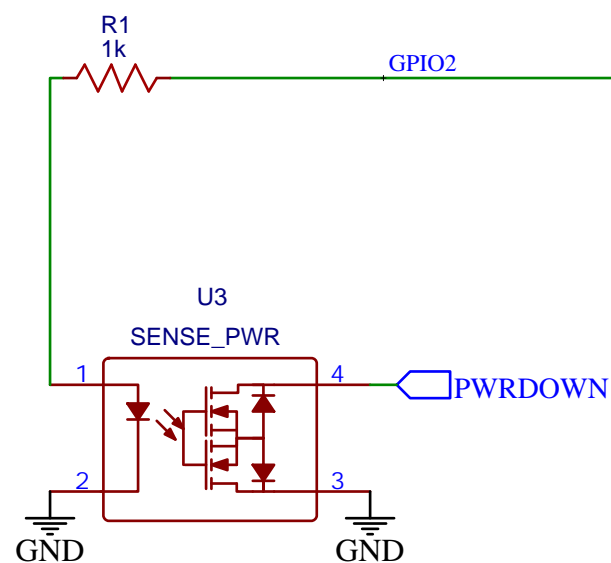 R1
1k
GPIO2
U3
SENSE_PWR
1
4
PWRDOWN
2
3
GND
GND